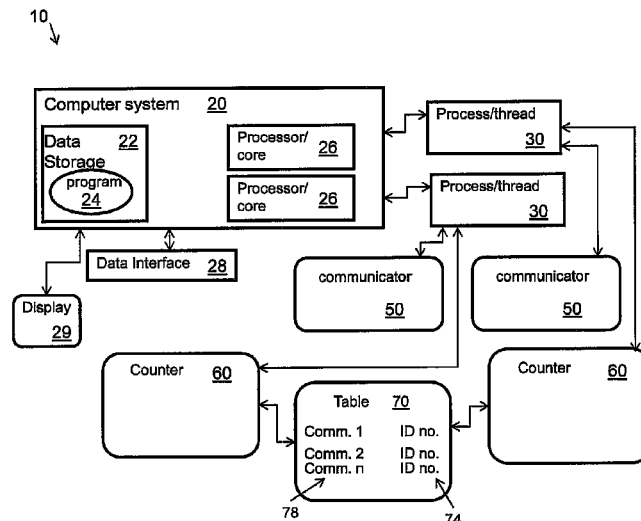 10
Computer system 20
Data Storage 22
program 24
Processor/ core 26
Processor/ core 26
Process/thread 30
Process/thread 30
Data Interface 28
Display 29
communicator 50
communicator 50
Counter 60
Counter 60
Table 70
Comm. 1 ID no.
Comm. 2 ID no.
Comm. n ID no.
78 74